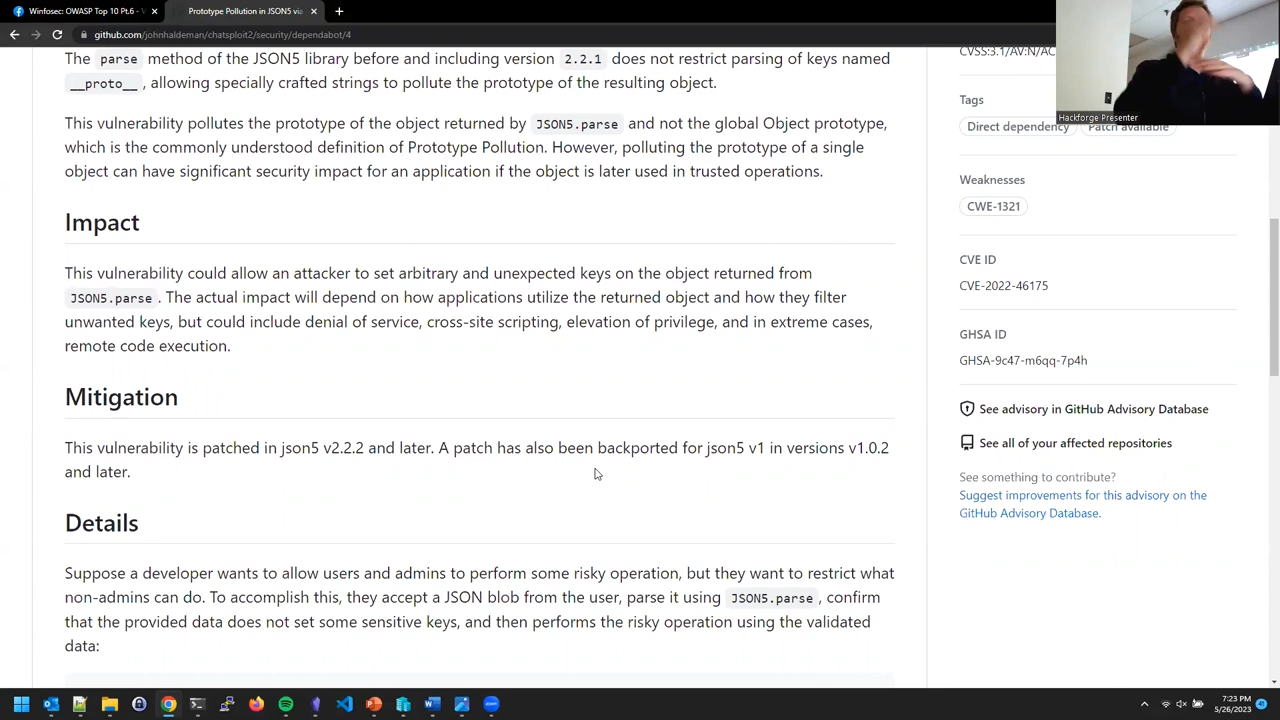 Winfosec: OWASP Top 10 Pt.6 - V
Prototype Pollution in JSON5 via
github.com/johnhaldeman/chatsploit2/security/dependabot/4
The parse method of the JSON5 library before and including version 2.2.1 does not restrict parsing of keys named
__proto__ , allowing specially crafted strings to pollute the prototype of the resulting object.
This vulnerability pollutes the prototype of the object returned by JSON5.parse and not the global Object prototype,
which is the commonly understood definition of Prototype Pollution. However, polluting the prototype of a single
object can have significant security impact for an application if the object is later used in trusted operations.
Impact
This vulnerability could allow an attacker to set arbitrary and unexpected keys on the object returned from
JSON5.parse . The actual impact will depend on how applications utilize the returned object and how they filter
unwanted keys, but could include denial of service, cross-site scripting, elevation of privilege, and in extreme cases,
remote code execution.
Mitigation
This vulnerability is patched in json5 v2.2.2 and later. A patch has also been backported for json5 v1 in versions v1.0.2
and later.
Details
Suppose a developer wants to allow users and admins to perform some risky operation, but they want to restrict what
non-admins can do. To accomplish this, they accept a JSON blob from the user, parse it using JSON5.parse , confirm
that the provided data does not set some sensitive keys, and then performs the risky operation using the validated
data:
CVSS:3.1/AV:N/AC
Tags
Direct dependency
Patch available
Weaknesses
CWE-1321
CVE ID
CVE-2022-46175
GHSA ID
GHSA-9c47-m6qq-7p4h
See advisory in GitHub Advisory Database
See all of your affected repositories
See something to contribute?
Suggest improvements for this advisory on the
GitHub Advisory Database.
Hackforge Presenter
7:23 PM
5/26/2023